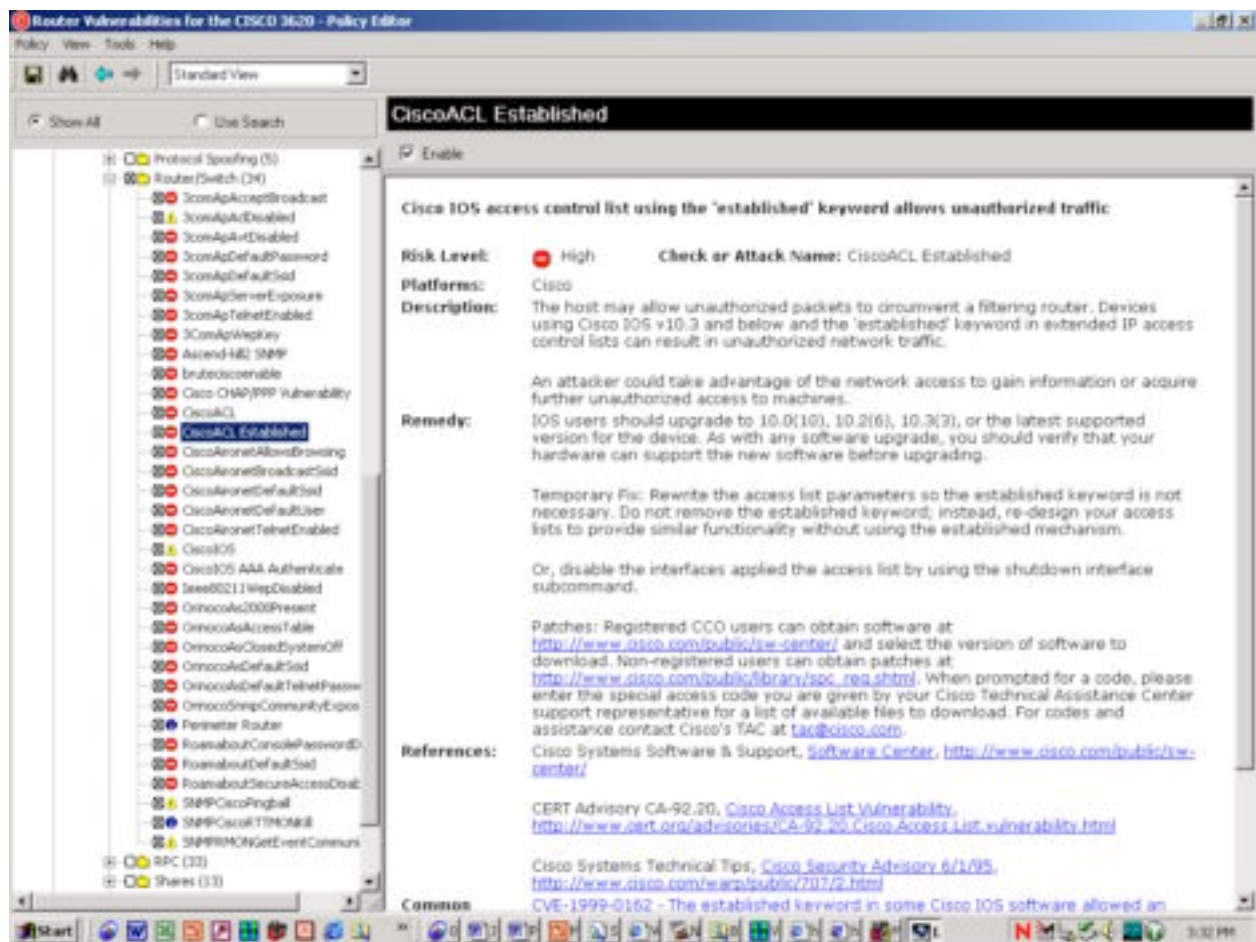 Router Vulnerabilities for the CISCO 3620 - Policy Editor
Policy View Tools Help
Standard View
Show All
Use Search
Protocol Spoofing (5)
Router/Switch (34)
3comApAcceptBroadcast
3comApAclDisabled
3comApAvtDisabled
3comApDefaultPassword
3comApDefaultSsid
3comApServerExposure
3comApTelnetEnabled
3ComApWepKey
Ascend-kill2 SNMP
bruteciscoenable
Cisco CHAP/PPP Vulnerability
CiscoACL
CiscoACL Established
CiscoAironetAllowsBrowsing
CiscoAironetBroadcastSsid
CiscoAironetDefaultSsid
CiscoAironetDefaultUser
CiscoAironetTelnetEnabled
CiscoIOS
CiscoIOS AAA Authenticate
Ieee80211WepDisabled
OrinocoAs2000Present
OrinocoAsAccessTable
OrinocoAsClosedSystemOff
OrinocoAsDefaultSsid
OrinocoAsDefaultTelnetPassw
OrinocoSnmpCommunityExpos
Perimeter Router
RoamaboutConsolePasswordD
RoamaboutDefaultSsid
RoamaboutSecureAccessDisab
SNMPCiscoPingball
SNMPCiscoRTTMONKill
SNMPRMONGetEventCommuni
RPC (33)
Shares (13)
CiscoACL Established
Enable
Cisco IOS access control list using the 'established' keyword allows unauthorized traffic
Risk Level: High Check or Attack Name: CiscoACL Established
Platforms: Cisco
Description: The host may allow unauthorized packets to circumvent a filtering router. Devices
using Cisco IOS v10.3 and below and the 'established' keyword in extended IP access
control lists can result in unauthorized network traffic.
An attacker could take advantage of the network access to gain information or acquire
further unauthorized access to machines.
Remedy: IOS users should upgrade to 10.0(10), 10.2(6), 10.3(3), or the latest supported
version for the device. As with any software upgrade, you should verify that your
hardware can support the new software before upgrading.
Temporary Fix: Rewrite the access list parameters so the established keyword is not
necessary. Do not remove the established keyword; instead, re-design your access
lists to provide similar functionality without using the established mechanism.
Or, disable the interfaces applied the access list by using the shutdown interface
subcommand.
Patches: Registered CCO users can obtain software at
http://www.cisco.com/public/sw-center/ and select the version of software to
download. Non-registered users can obtain patches at
http://www.cisco.com/public/library/spc_req.shtml. When prompted for a code, please
enter the special access code you are given by your Cisco Technical Assistance Center
support representative for a list of available files to download. For codes and
assistance contact Cisco's TAC at tac@cisco.com.
References: Cisco Systems Software & Support, Software Center, http://www.cisco.com/public/sw-
center/
CERT Advisory CA-92.20, Cisco Access List Vulnerability,
http://www.cert.org/advisories/CA-92.20.Cisco.Access.List.vulnerability.html
Cisco Systems Technical Tips, Cisco Security Advisory 6/1/95,
http://www.cisco.com/warp/public/707/2.html
Common CVE-1999-0162 - The established keyword in some Cisco IOS software allowed an
Start
3:32 PM